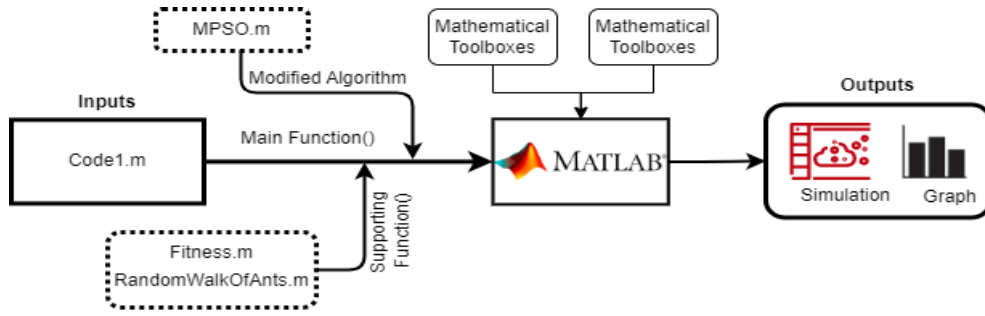 MPSO.m
Modified Algorithm
Mathematical
Toolboxes
Mathematical
Toolboxes
Inputs
Code1.m
Main Function()
MATLAB®
Outputs
Simulation
Graph
Supporting
Function()
Fitness.m
RandomWalkOfAnts.m